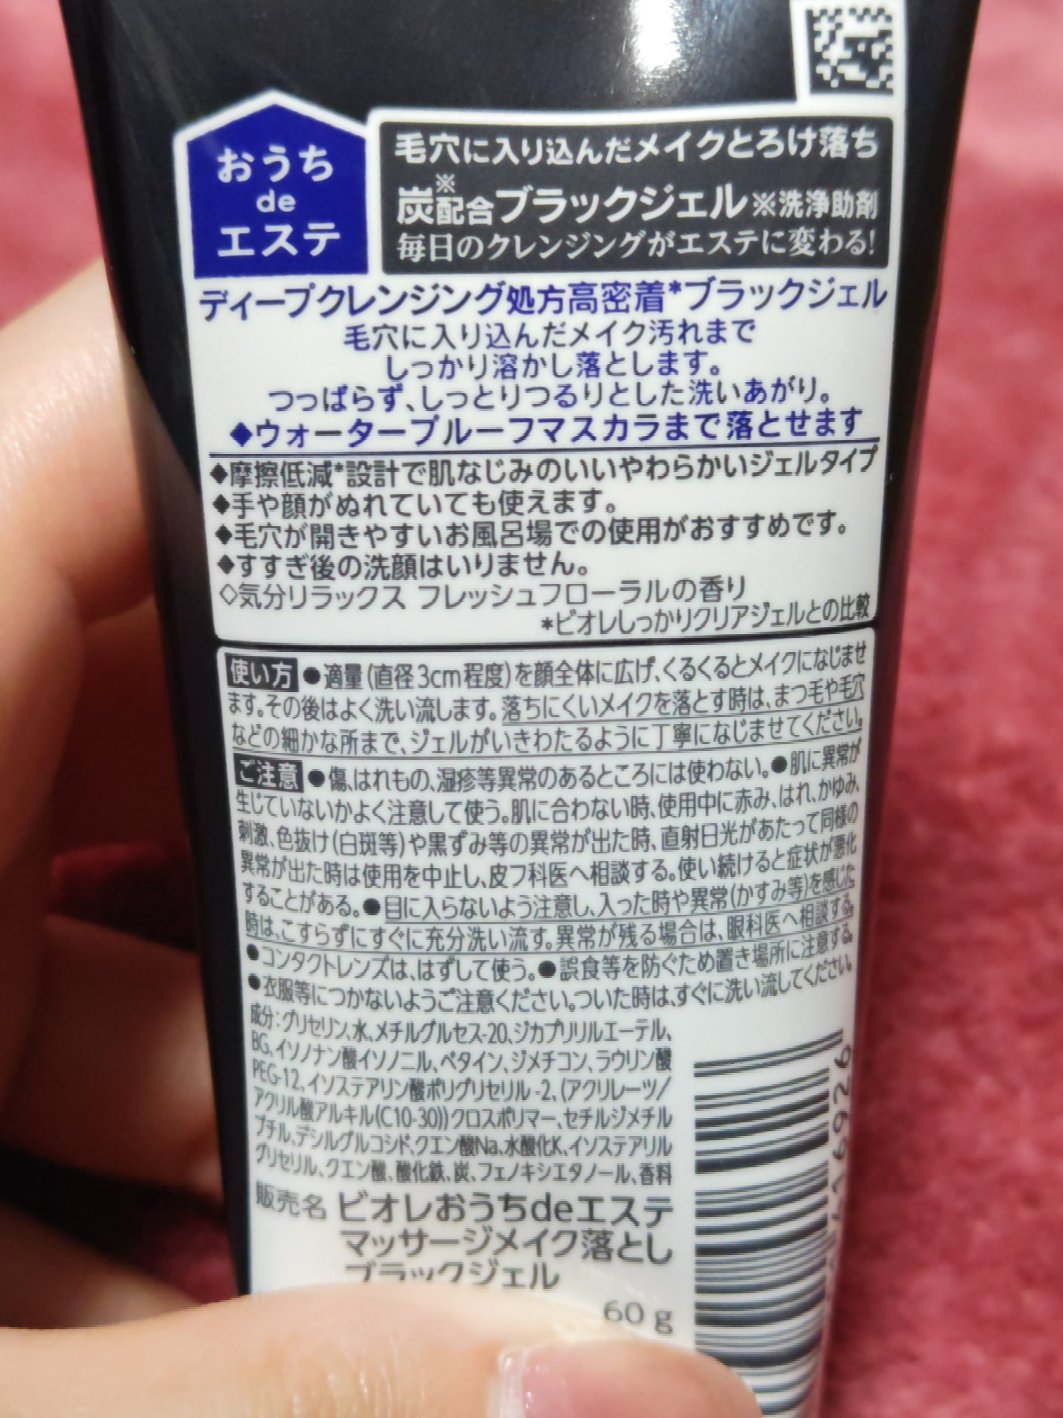 おうち
de
エステ
毛穴に入り込んだメイクとろけ落ち
炭※配合ブラックジェル ※洗浄助剤
毎日のクレンジングがエステに変わる!
ディープクレンジング処方高密着*ブラックジェル
毛穴に入り込んだメイク汚れまで
しっかり溶かし落とします。
つっぱらず、しっとりつるりとした洗いあがり。
◆ウォータープルーフマスカラまで落とせます
◆摩擦低減*設計で肌なじみのいいやわらかいジェルタイプ
◆手や顔がぬれていても使えます。
◆毛穴が開きやすいお風呂場での使用がおすすめです。
◆すすぎ後の洗顔はいりません。
◇気分リラックス フレッシュフローラルの香り
*ビオレしっかりクリアジェルとの比較
使い方 ●適量(直径3cm程度)を顔全体に広げ、くるくるとメイクになじませ
ます。その後はよく洗い流します。落ちにくいメイクを落とす時は、まつ毛や毛穴
などの細かな所まで、ジェルがいきわたるように丁寧になじませてください。
ご注意 ●傷、はれもの、湿疹等異常のあるところには使わない。●肌に異常が
生じていないかよく注意して使う。肌に合わない時、使用中に赤み、はれ、かゆみ、
刺激、色抜け(白斑等)や黒ずみ等の異常が出た時、直射日光があたって同様の
異常が出た時は使用を中止し、皮フ科医へ相談する。使い続けると症状が悪化
することがある。●目に入らないよう注意し、入った時や異常(かすみ等)を感じた
時は、こすらずにすぐに充分洗い流す。異常が残る場合は、眼科医へ相談する。
●コンタクトレンズは、はずして使う。●誤食等を防ぐため置き場所に注意する。
●衣服等につかないようご注意ください。ついた時は、すぐに洗い流してください。
成分:グリセリン、水、メチルグルセス-20、ジカプリリルエーテル、
BG、イソノナン酸イソノニル、ベタイン、ジメチコン、ラウリン酸
PEG-12、イソステアリン酸ポリグリセリル-2、(アクリレーツ/
アクリル酸アルキル(C10-30))クロスポリマー、セチルジメチル
ブチル、デシルグルコシド、クエン酸Na、水酸化K、イソステアリル
グリセリル、クエン酸、酸化鉄、炭、フェノキシエタノール、香料
販売名 ビオレおうちdeエステ
マッサージメイク落とし
ブラックジェル
60 g